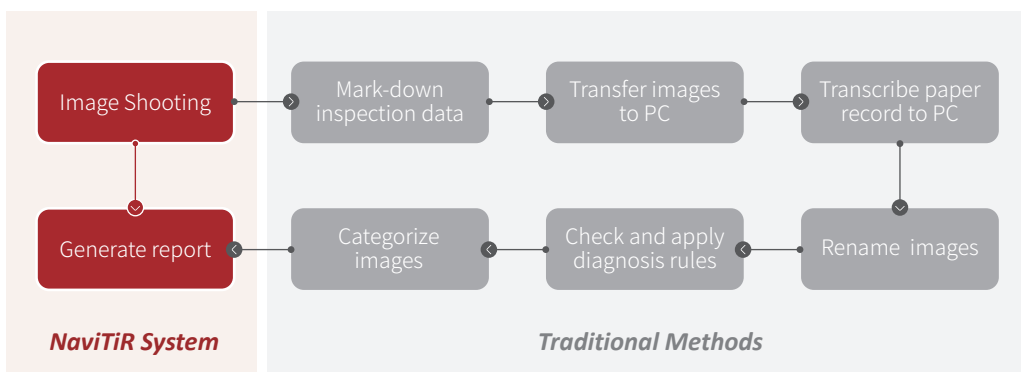 Image Shooting
Mark-down
inspection data
Transfer images
to PC
Transcribe paper
record to PC
Generate report
Categorize
images
Check and apply
diagnosis rules
Rename images
NaviTiR System
Traditional Methods